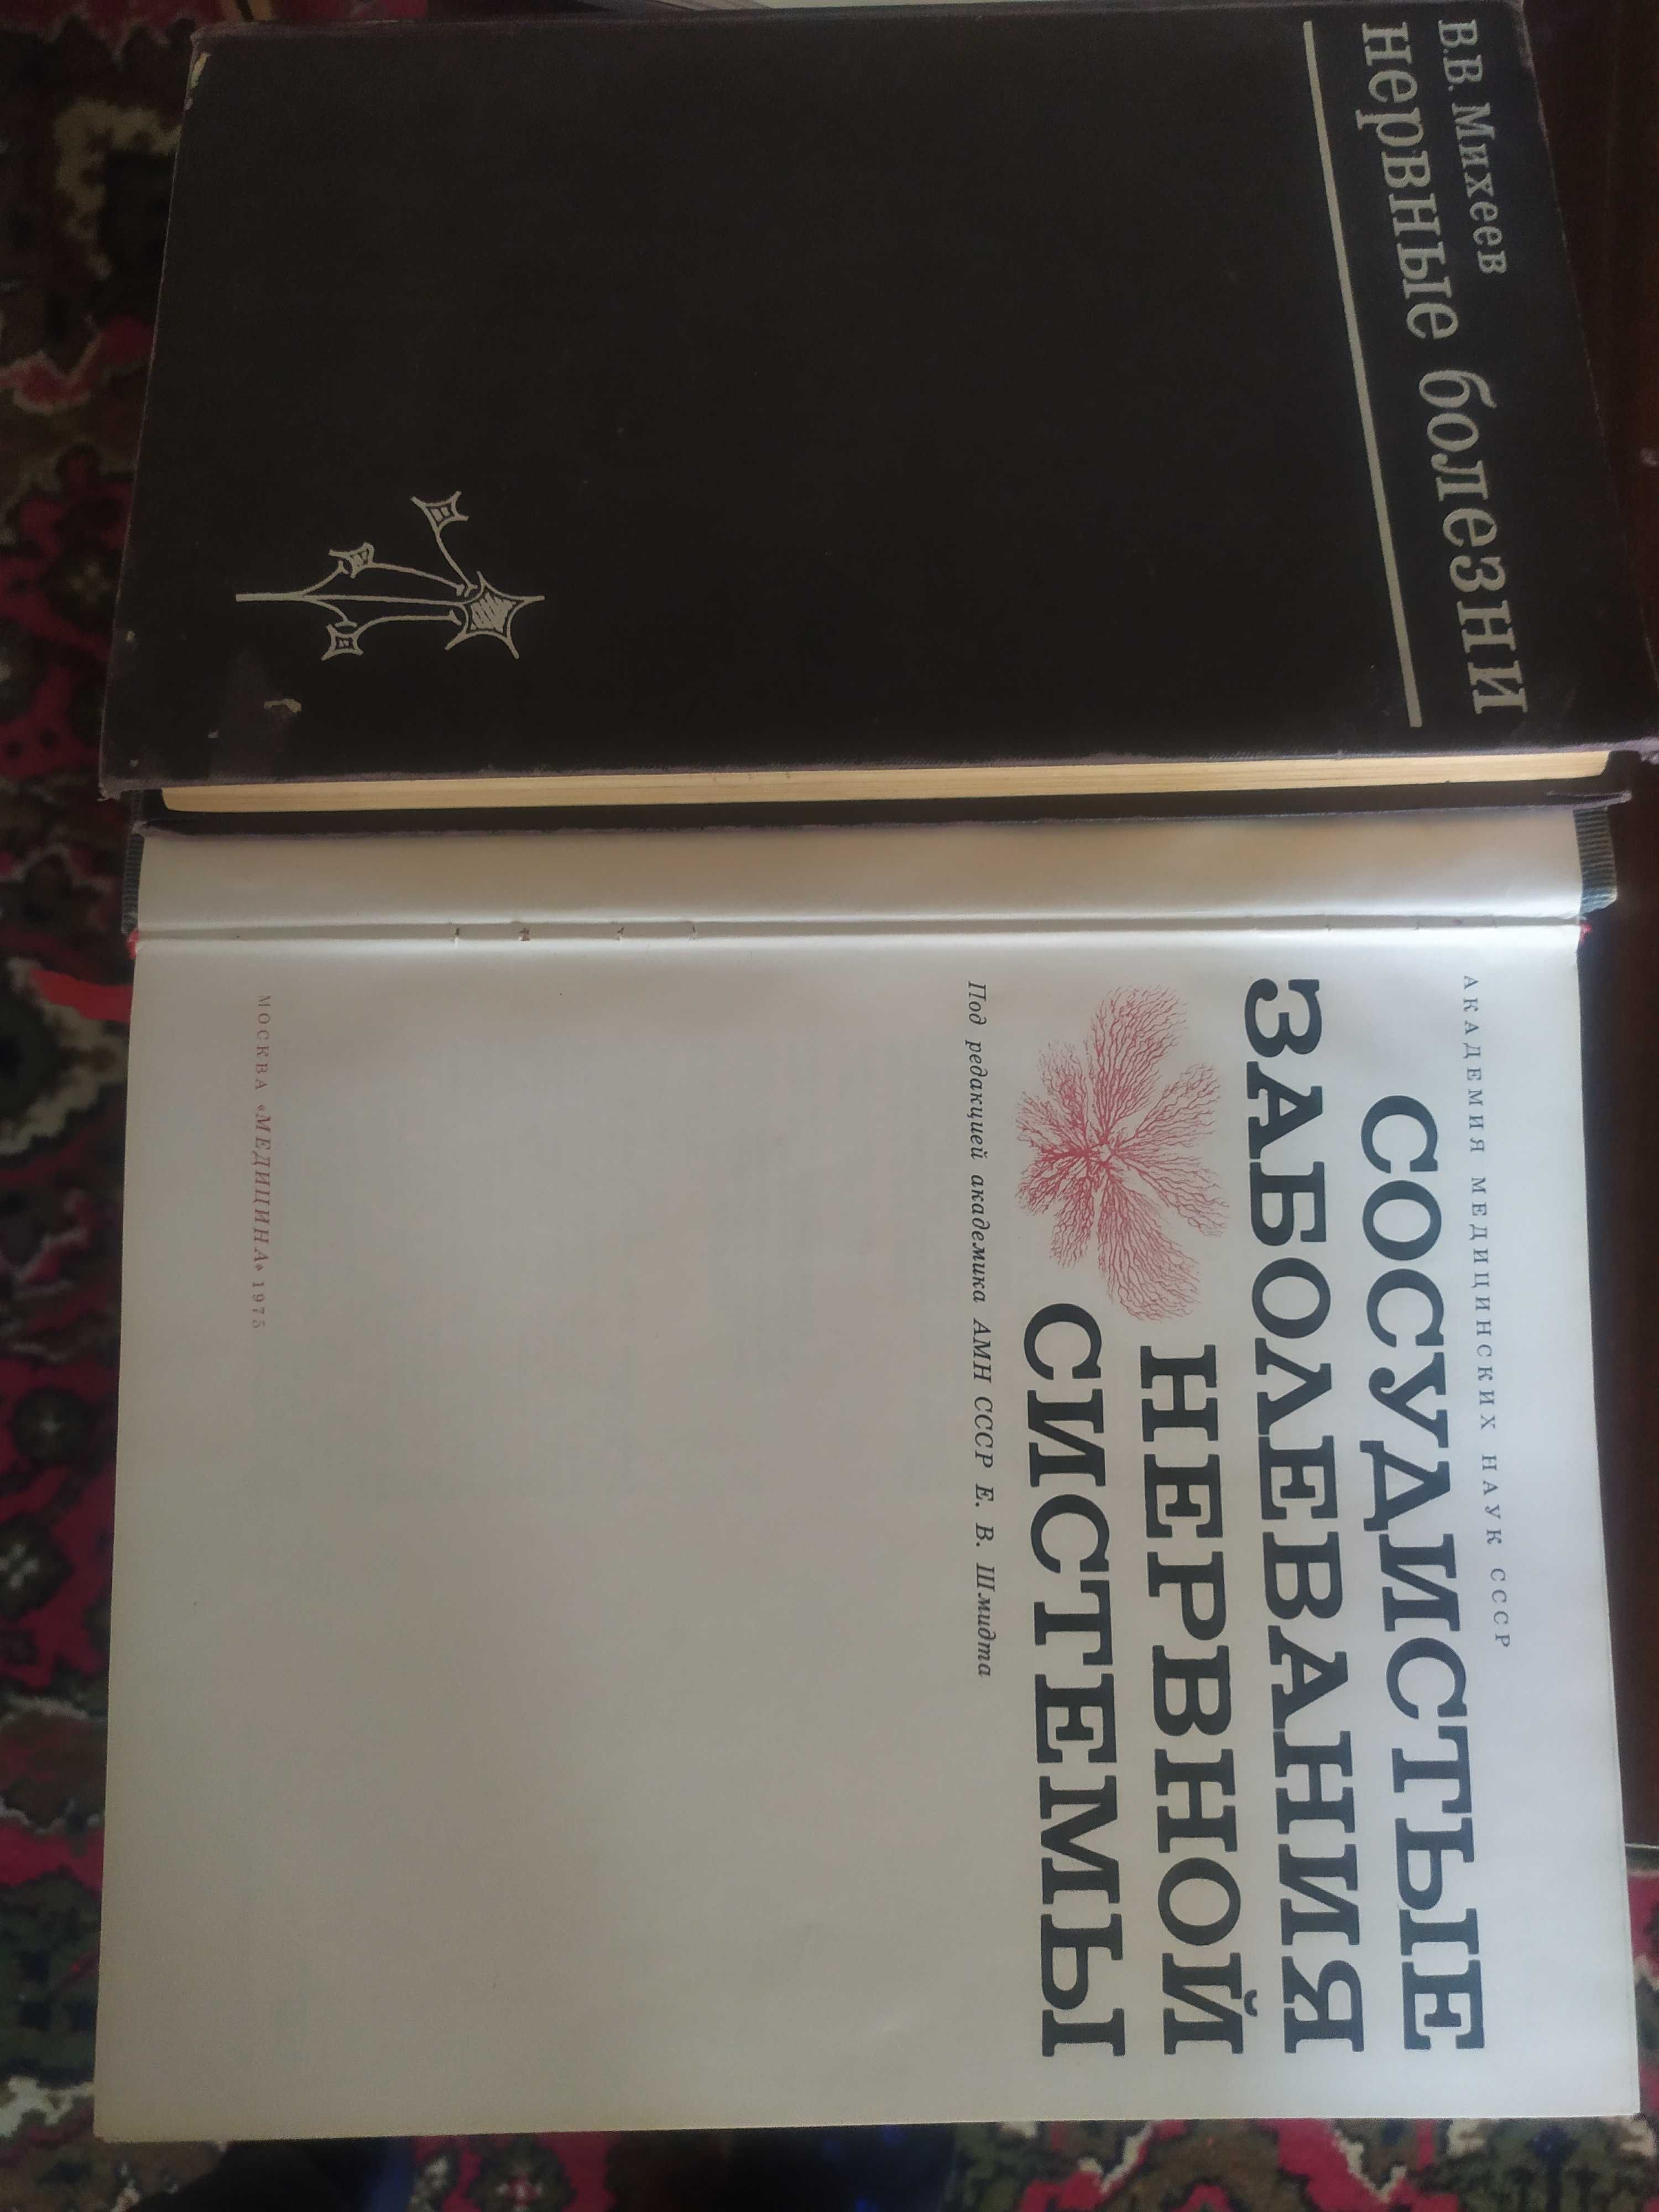 В.В. Михеев
нервные болезни
АКАДЕМИЯ МЕДИЦИНСКИХ НАУК СССР
СОСУДИСТЫЕ
ЗАБОЛЕВАНИЯ
НЕРВНОЙ
СИСТЕМЫ
Под редакцией академика АМН СССР Е. В. Шмидта
МОСКВА «МЕДИЦИНА» 1975